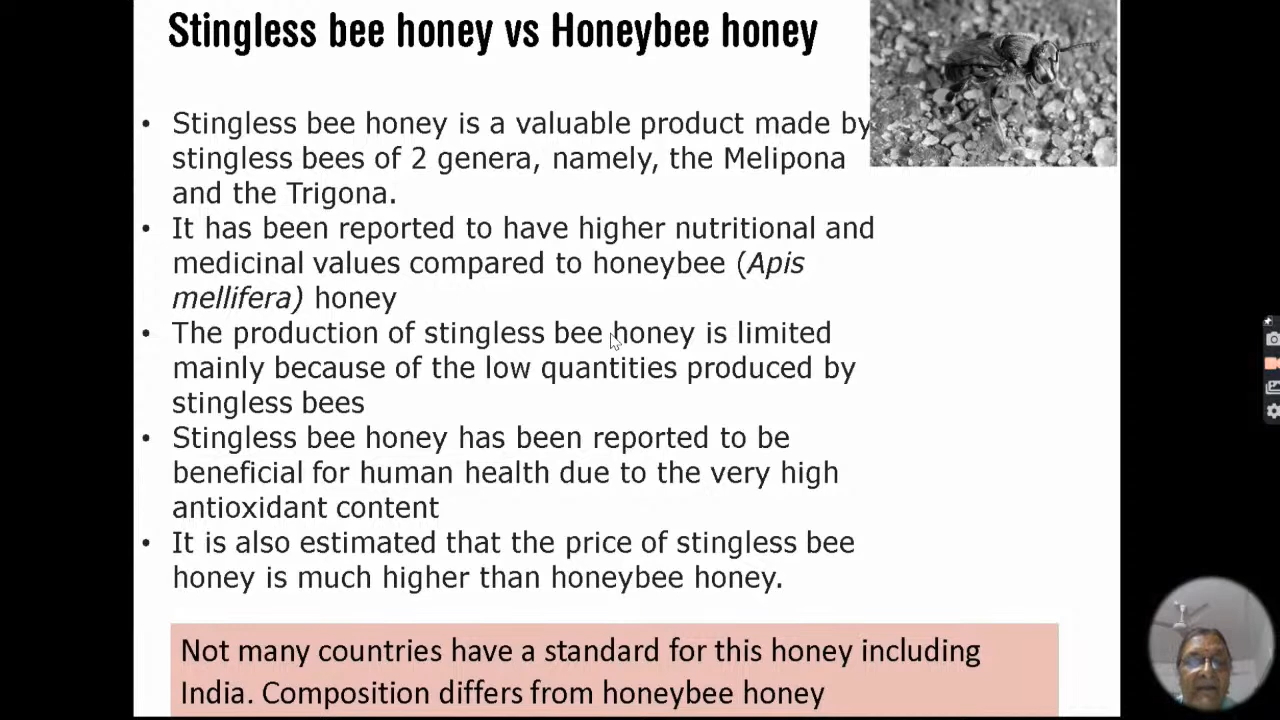 Stingless bee honey vs Honeybee honey
• Stingless bee honey is a valuable product made by
stingless bees of 2 genera, namely, the Melipona
and the Trigona.
• It has been reported to have higher nutritional and
medicinal values compared to honeybee (Apis
mellifera) honey
• The production of stingless bee honey is limited
mainly because of the low quantities produced by
stingless bees
• Stingless bee honey has been reported to be
beneficial for human health due to the very high
antioxidant content
• It is also estimated that the price of stingless bee
honey is much higher than honeybee honey.
Not many countries have a standard for this honey including
India. Composition differs from honeybee honey